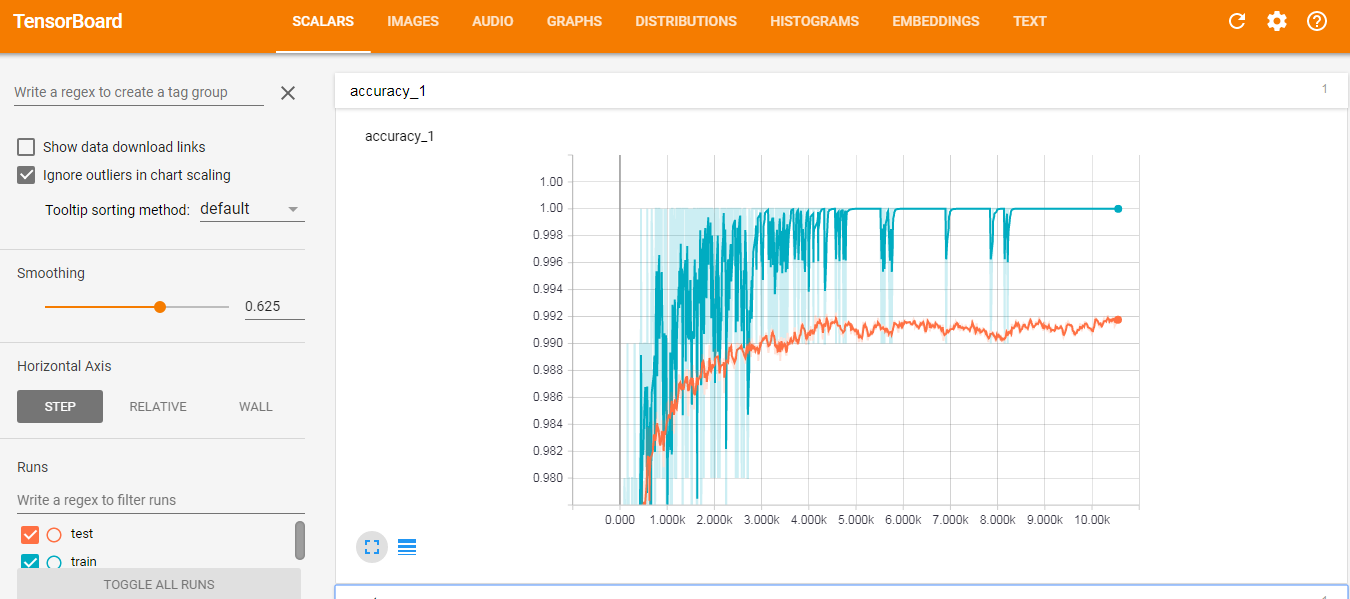 TensorBoard SCALARS IMAGES AUDIO GRAPHS DISTRIBUTIONS HISTOGRAMS EMBEDDINGS TEXT
Write a regex to create a tag group
Show data download links
Ignore outliers in chart scaling
Tooltip sorting method: default
Smoothing
0.625
Horizontal Axis
STEP RELATIVE WALL
Runs
Write a regex to filter runs
test
train
TOGGLE ALL RUNS
accuracy_1 1
accuracy_1
1.00
1.00
0.998
0.996
0.994
0.992
0.990
0.988
0.986
0.984
0.982
0.980
0.000 1.000k 2.000k 3.000k 4.000k 5.000k 6.000k 7.000k 8.000k 9.000k 10.00k